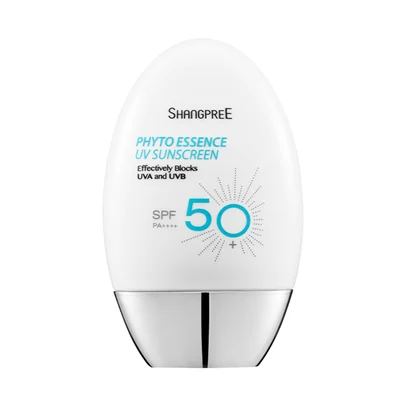 SHANGPREE
PHYTO ESSENCE
UV SUNSCREEN
Effectively Blocks
UVA and UVB
SPF 50+
PA++++